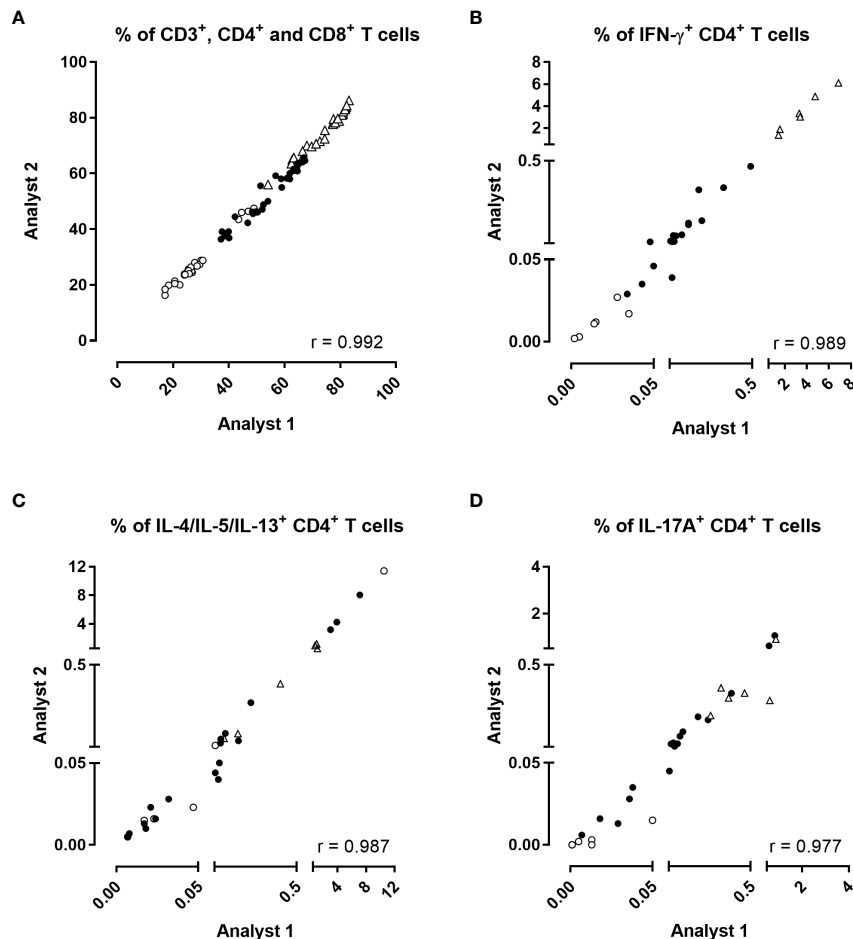 A
% of CD3⁺, CD4⁺ and CD8⁺ T cells
100
80
60
40
20
0
Analyst 2
r = 0.992
0
20
40
60
80
100
Analyst 1
B
% of IFN-γ⁺ CD4⁺ T cells
8
6
4
2
0.5
0.05
0.00
Analyst 2
r = 0.989
0.00
0.05
0.5
2
4
6
8
Analyst 1
C
% of IL-4/IL-5/IL-13⁺ CD4⁺ T cells
12
8
4
0.5
0.05
0.00
Analyst 2
r = 0.987
0.00
0.05
0.5
4
8
12
Analyst 1
D
% of IL-17A⁺ CD4⁺ T cells
4
2
0.5
0.05
0.00
Analyst 2
r = 0.977
0.00
0.05
0.5
2
4
Analyst 1